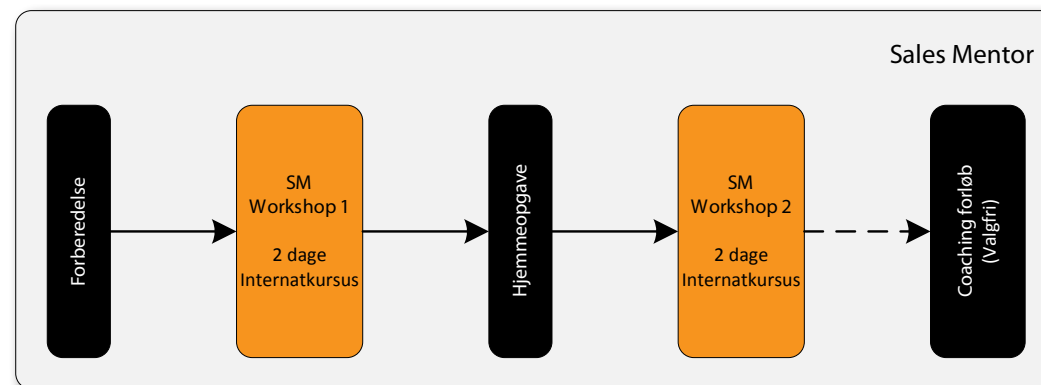 Sales Mentor
Forberedelse
SM
Workshop 1
2 dage
Internatkursus
Hjemmeopgave
SM
Workshop 2
2 dage
Internatkursus
Coaching forløb
(Valgfri)